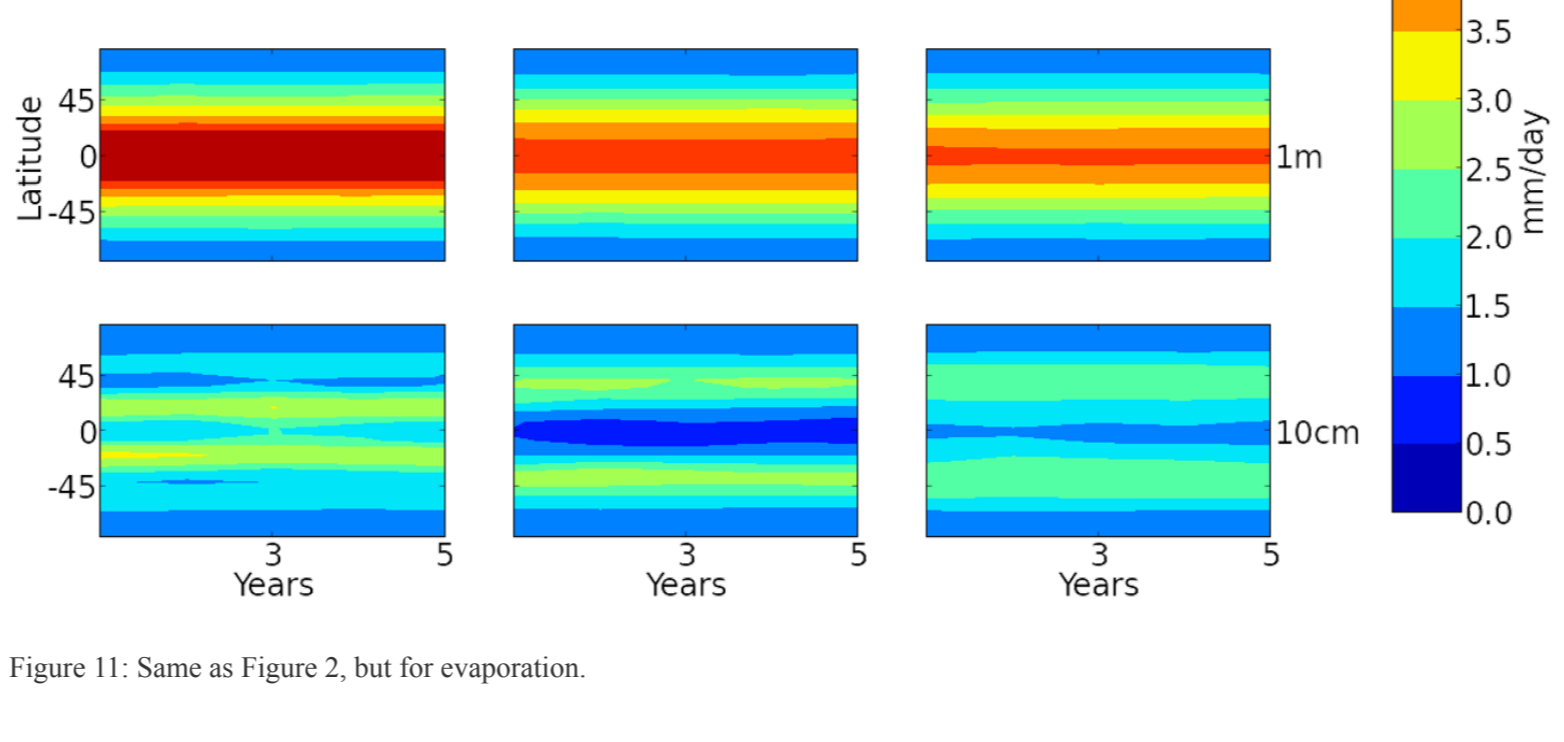 3.5
3.0
2.5
2.0
1.5
1.0
0.5
0.0
mm/day
Latitude
45
0
-45
1m
45
0
-45
10cm
3 5 3 5 3 5
Years Years Years
Figure 11: Same as Figure 2, but for evaporation.